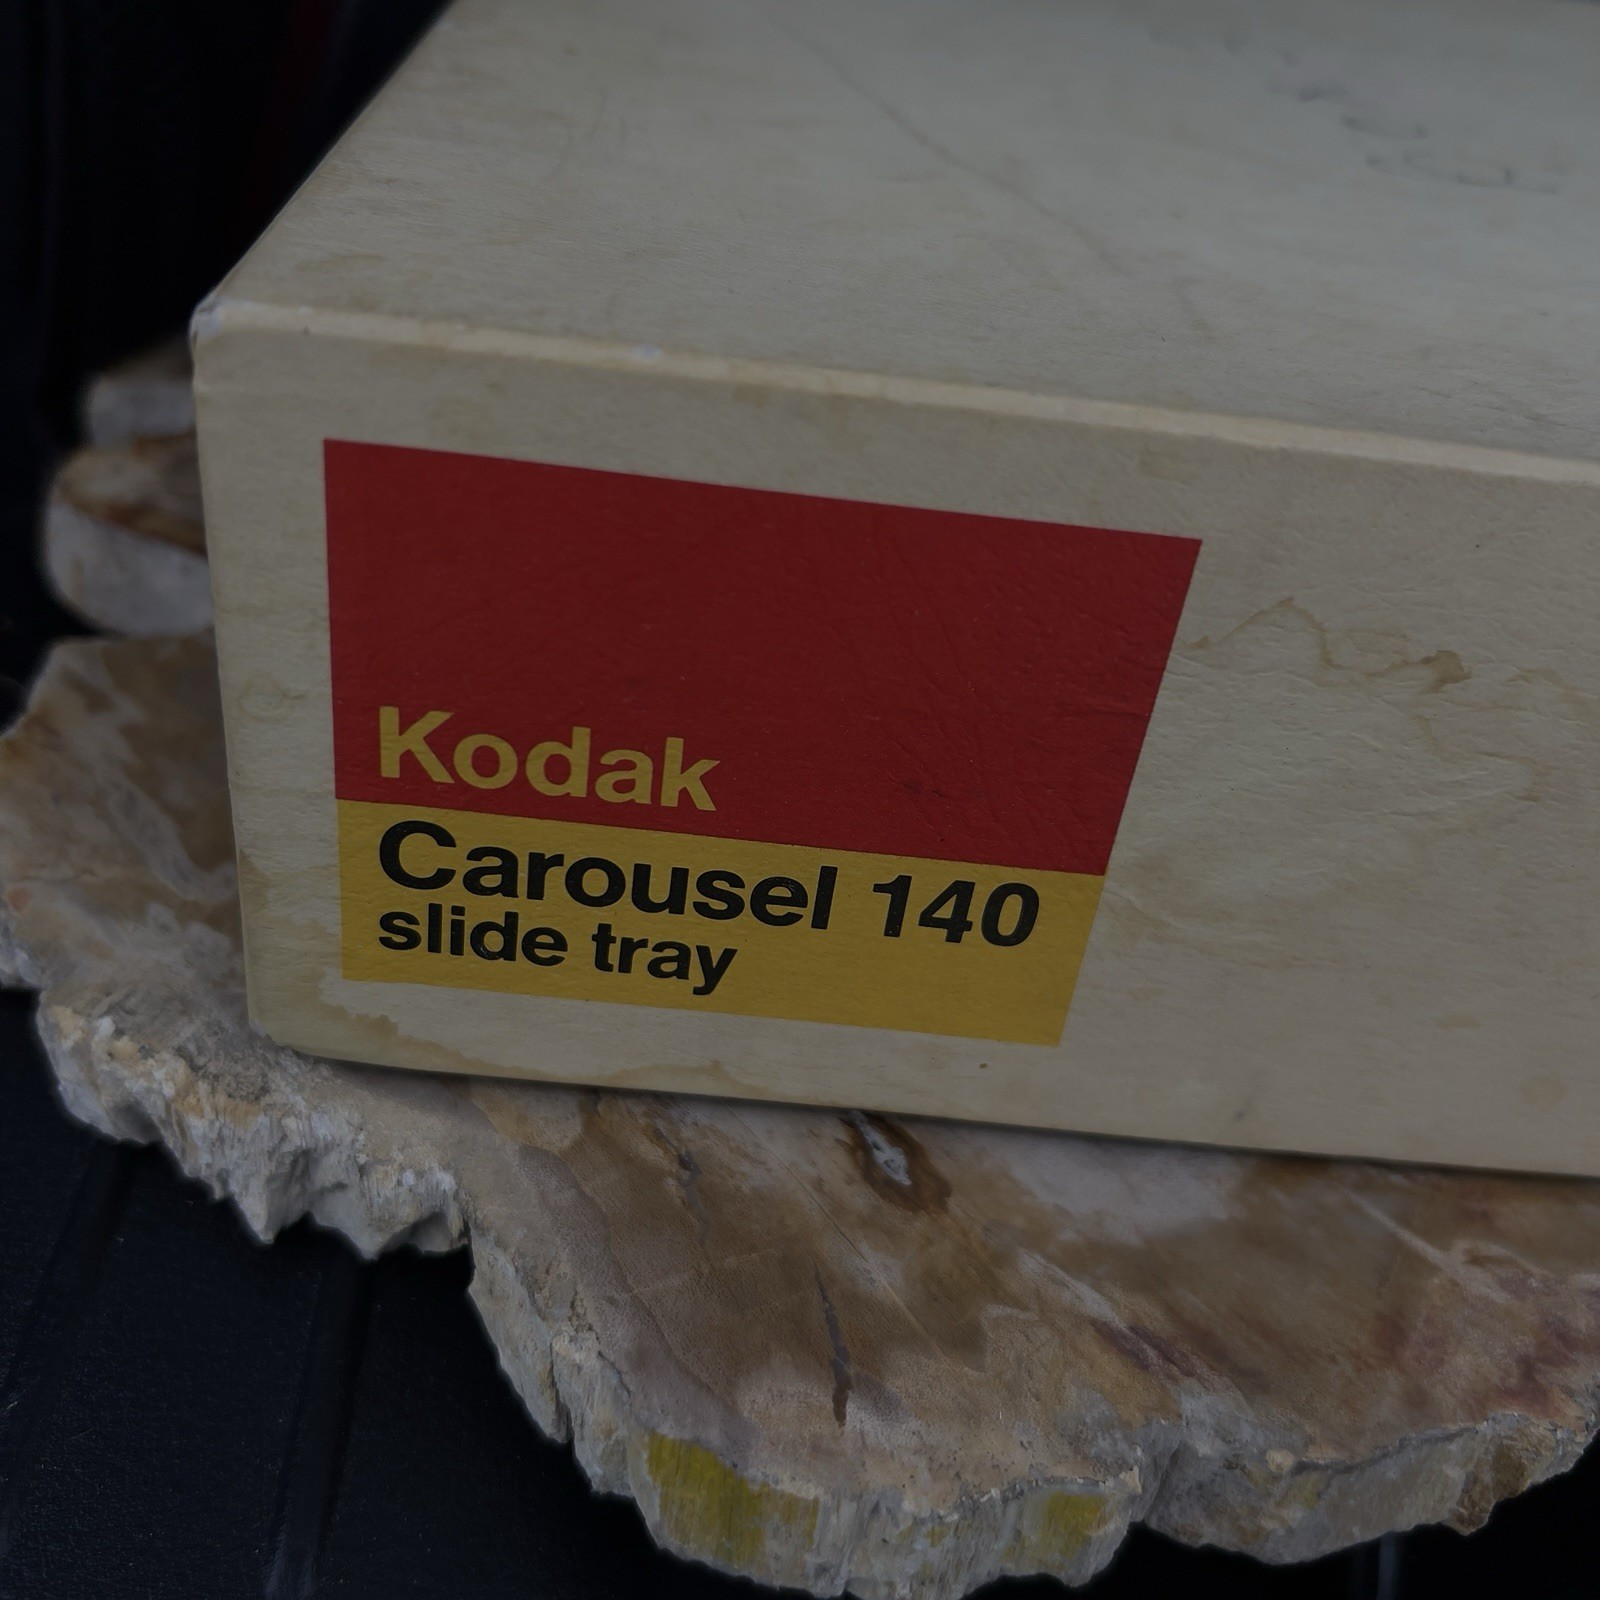 Kodak
Carousel 140
slide tray